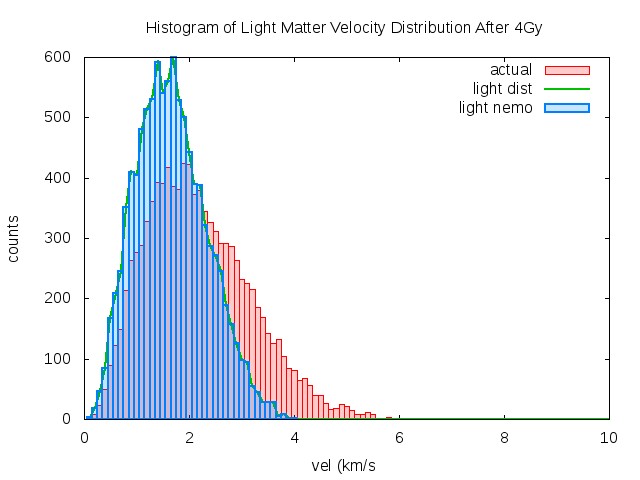 Histogram of Light Matter Velocity Distribution After 4Gy
600
500
400
300
200
100
0
counts
actual
light dist
light nemo
0 2 4 6 8 10
vel (km/s